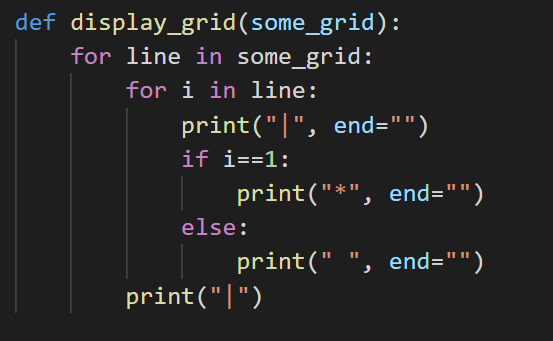 def display_grid(some_grid):
    for line in some_grid:
        for i in line:
            print("|", end="")
            if i==1:
                print("*", end="")
            else:
                print(" ", end="")
        print("|")